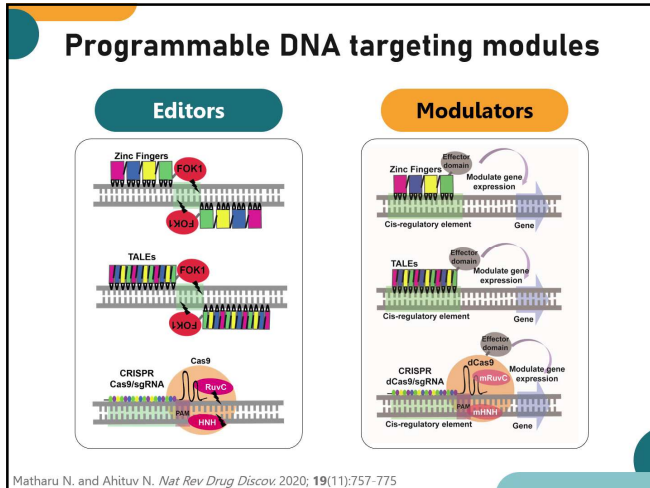 Programmable DNA targeting modules
Editors
Zinc Fingers
FOK1
FOK1
TALEs
FOK1
FOK1
Cas9
CRISPR
Cas9/sgRNA
RuvC
PAM
HNH
Modulators
Effector
domain
Zinc Fingers
Modulate gene
expression
Cis-regulatory element
Gene
Effector
domain
TALEs
Modulate gene
expression
Cis-regulatory element
Gene
Effector
domain
dCas9
CRISPR
dCas9/sgRNA
mRuvC
Modulate gene
expression
PAM
mHNH
Cis-regulatory element
Gene
Matharu N. and Ahituv N. Nat Rev Drug Discov. 2020; 19(11):757-775